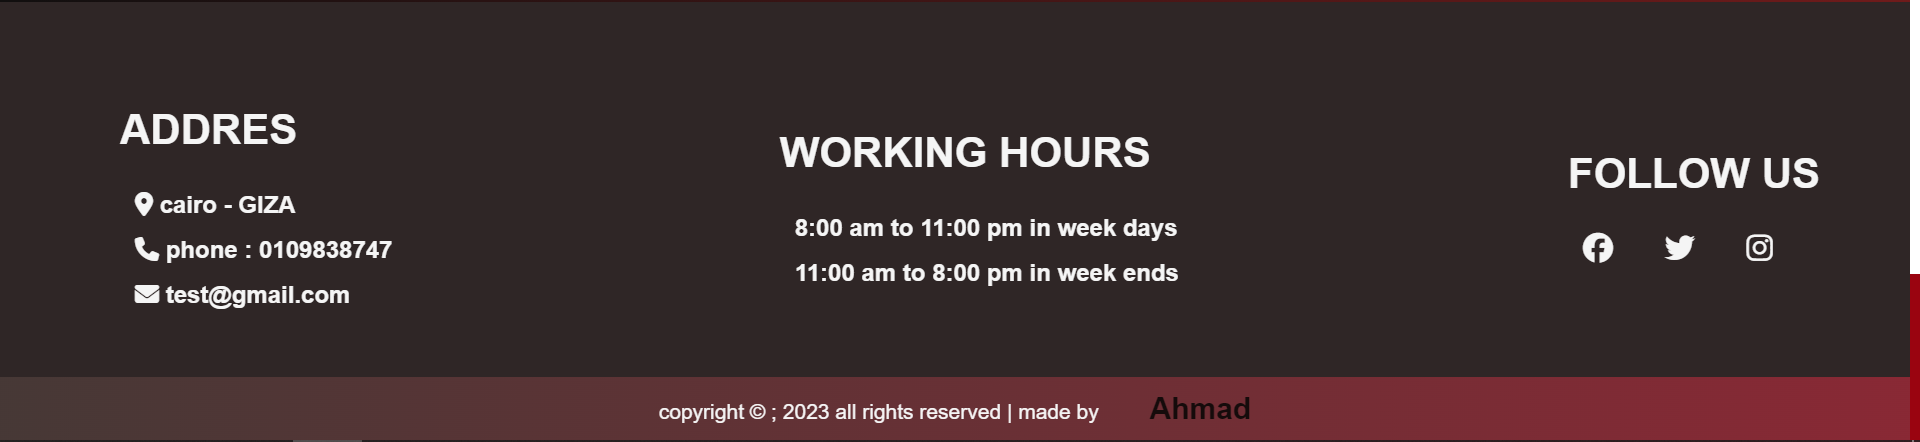 ADDRES
cairo - GIZA
phone : 0109838747
test@gmail.com
WORKING HOURS
8:00 am to 11:00 pm in week days
11:00 am to 8:00 pm in week ends
FOLLOW US
copyright © ; 2023 all rights reserved | made by Ahmad